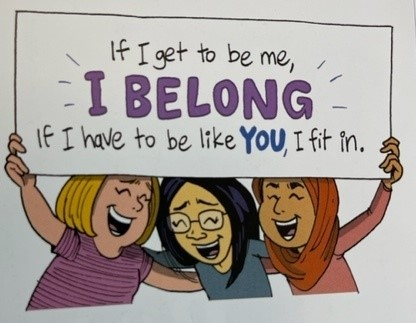 If I get to be me,
I BELONG
If I have to be like YOU, I fit in.